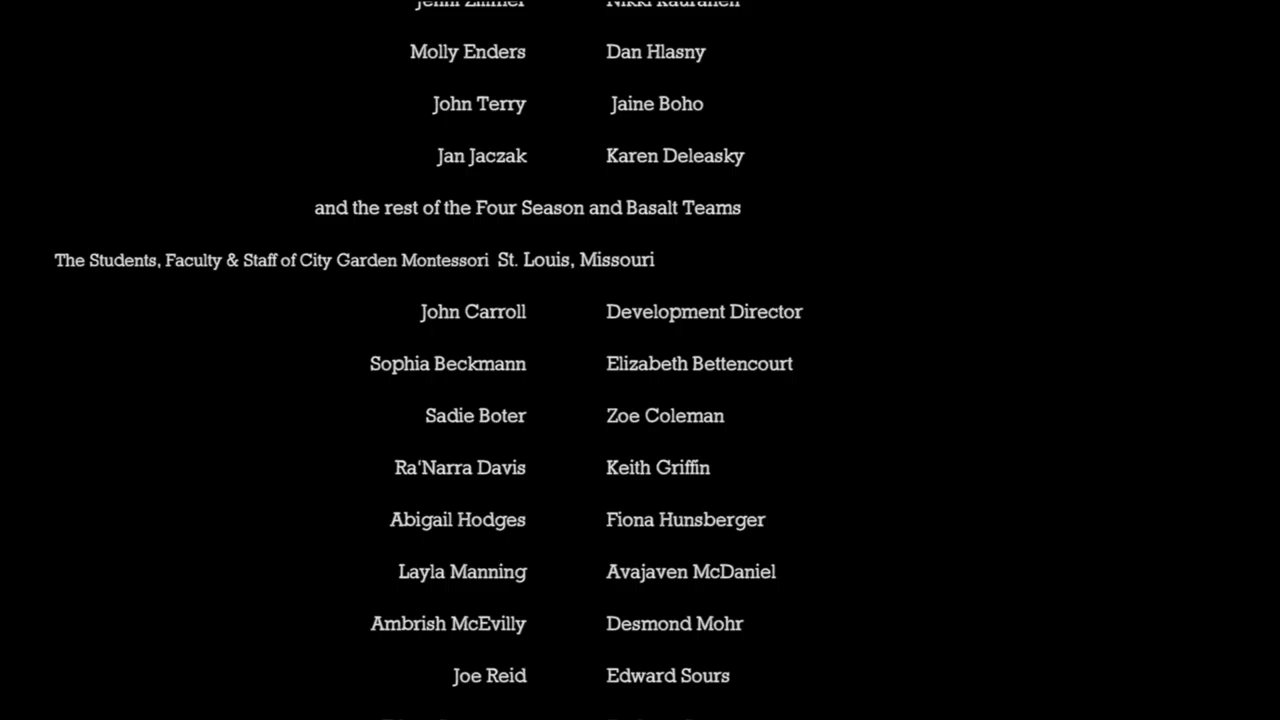 Molly Enders Dan Hlasny
John Terry Jaine Boho
Jan Jaczak Karen Deleasky
and the rest of the Four Season and Basalt Teams
The Students, Faculty & Staff of City Garden Montessori St. Louis, Missouri
John Carroll Development Director
Sophia Beckmann Elizabeth Bettencourt
Sadie Boter Zoe Coleman
Ra'Narra Davis Keith Griffin
Abigail Hodges Fiona Hunsberger
Layla Manning Avajaven McDaniel
Ambrish McEvilly Desmond Mohr
Joe Reid Edward Sours